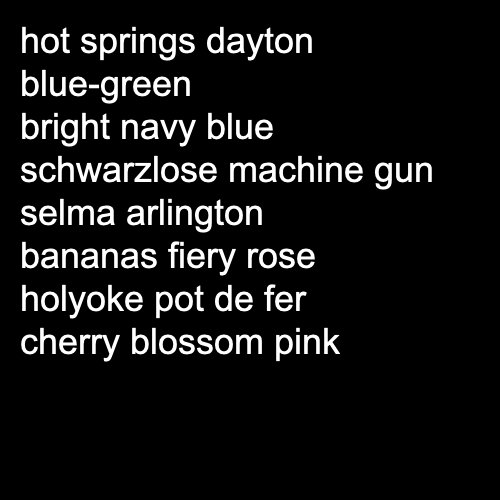 hot springs dayton
blue-green
bright navy blue
schwarzlose machine gun
selma arlington
bananas fiery rose
holyoke pot de fer
cherry blossom pink